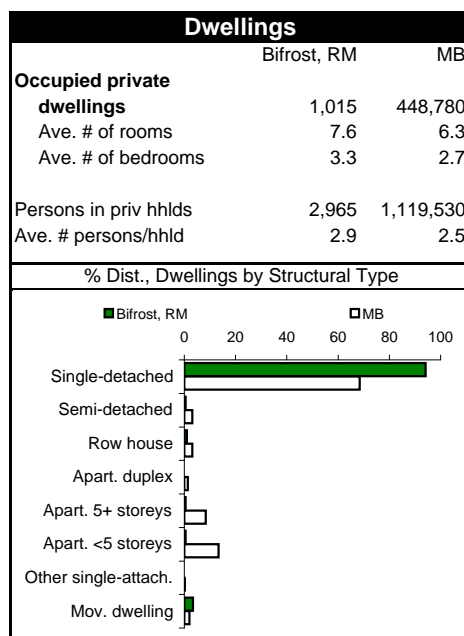 Dwellings
Bifrost, RM MB
Occupied private
dwellings 1,015 448,780
Ave. # of rooms 7.6 6.3
Ave. # of bedrooms 3.3 2.7
Persons in priv hhlds 2,965 1,119,530
Ave. # persons/hhld 2.9 2.5
% Dist., Dwellings by Structural Type
Bifrost, RM MB
0 20 40 60 80 100
Single-detached
Semi-detached
Row house
Apart. duplex
Apart. 5+ storeys
Apart. <5 storeys
Other single-attach.
Mov. dwelling